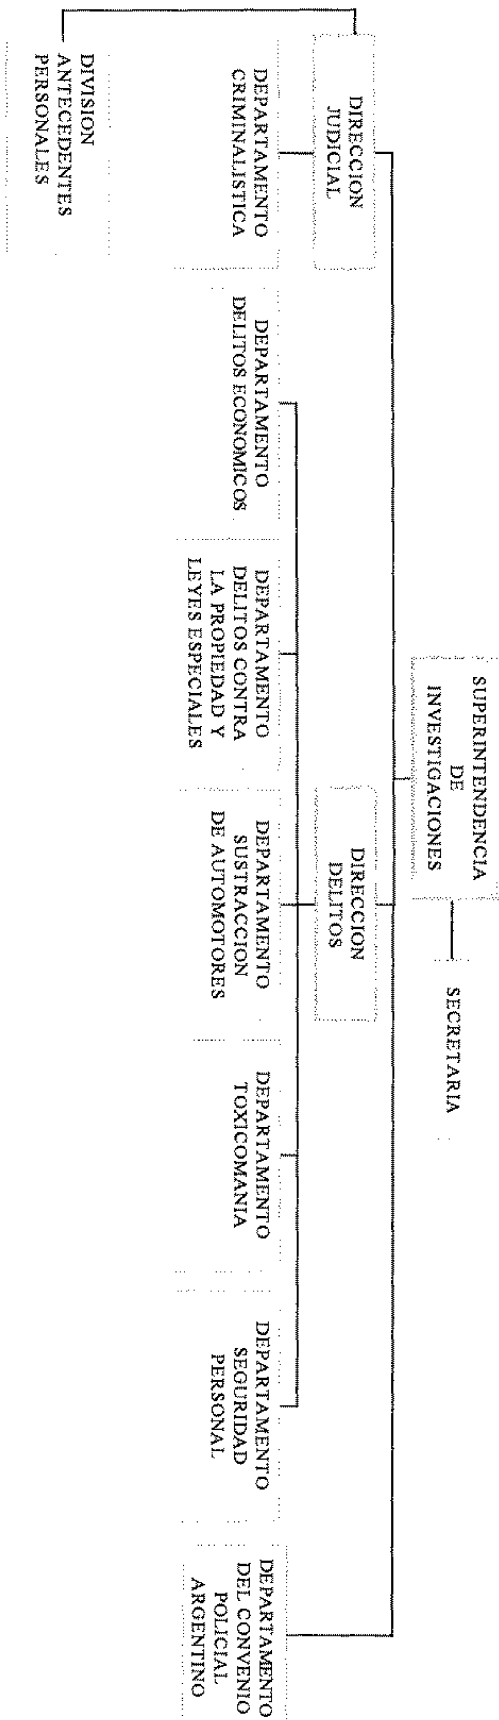 SUPERINTENDENCIA
DE
INVESTIGACIONES
SECRETARIA
DIRECCION
JUDICIAL
DIRECCION
DELITOS
DEPARTAMENTO
CRIMINALISTICA
DEPARTAMENTO
DELITOS ECONOMICOS
DEPARTAMENTO
DELITOS CONTRA
LA PROPIEDAD Y
LEYES ESPECIALES
DEPARTAMENTO
SUSTRACCION
DE AUTOMOTORES
DEPARTAMENTO
TOXICOMANIA
DEPARTAMENTO
SEGURIDAD
PERSONAL
DEPARTAMENTO
DEL CONVENIO
POLICIAL
ARGENTINO
DIVISION
ANTECEDENTES
PERSONALES